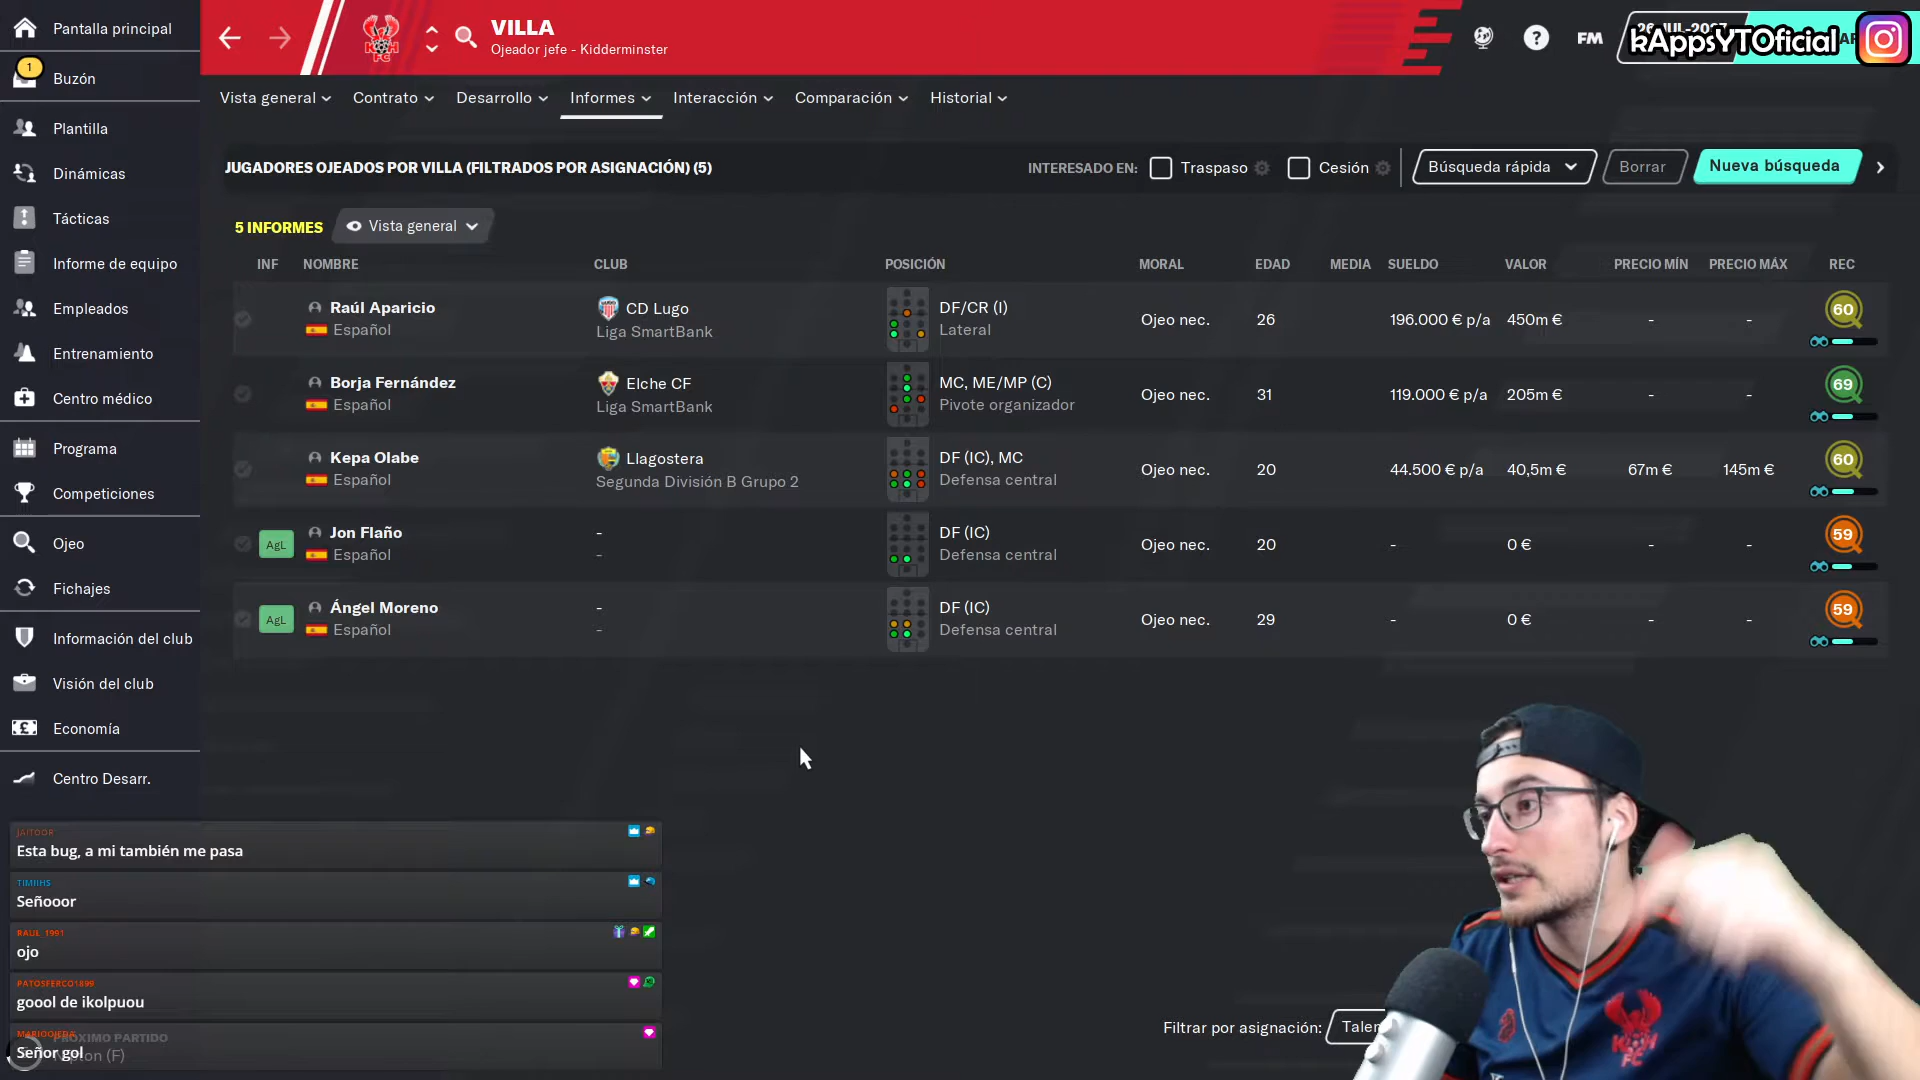 Pantalla principal
1
Buzón
Plantilla
Dinámicas
Tácticas
Informe de equipo
Empleados
Entrenamiento
Centro médico
Programa
Competiciones
Ojeo
Fichajes
Información del club
Visión del club
Economía
Centro Desarr.
VILLA
Ojeador jefe - Kidderminster
FM
kAppsYTOficial
Vista general
Contrato
Desarrollo
Informes
Interacción
Comparación
Historial
JUGADORES OJEADOS POR VILLA (FILTRADOS POR ASIGNACIÓN) (5)
INTERESADO EN:
Traspaso
Cesión
Búsqueda rápida
Borrar
Nueva búsqueda
5 INFORMES
Vista general
INF NOMBRE CLUB POSICIÓN MORAL EDAD MEDIA SUELDO VALOR PRECIO MÍN PRECIO MÁX REC
Raúl Aparicio CD Lugo DF/CR (I) Ojeo nec. 26 196.000 € p/a 450m € - - 60
Español Liga SmartBank Lateral
Borja Fernández Elche CF MC, ME/MP (C) Ojeo nec. 31 119.000 € p/a 205m € - - 69
Español Liga SmartBank Pivote organizador
Kepa Olabe Llagostera DF (IC), MC Ojeo nec. 20 44.500 € p/a 40,5m € 67m € 145m € 60
Español Segunda División B Grupo 2 Defensa central
AgL Jon Flaño - DF (IC) Ojeo nec. 20 - 0 € - - 59
Español - Defensa central
AgL Ángel Moreno - DF (IC) Ojeo nec. 29 - 0 € - - 59
Español - Defensa central
JAITOOR
Esta bug, a mi también me pasa
TIMIIHS
Señooor
RAUL_1991
ojo
PATOSFERCO1899
goool de ikolpuou
PRÓXIMO PARTIDO
Señor gol
(F)
Filtrar por asignación:
KH
FC